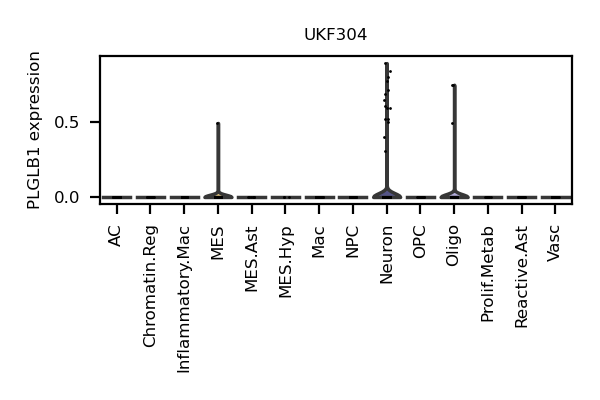 UKF304
PLGLB1 expression
0.5
0.0
AC
Chromatin.Reg
Inflammatory.Mac
MES
MES.Ast
MES.Hyp
Mac
NPC
Neuron
OPC
Oligo
Prolif.Metab
Reactive.Ast
Vasc